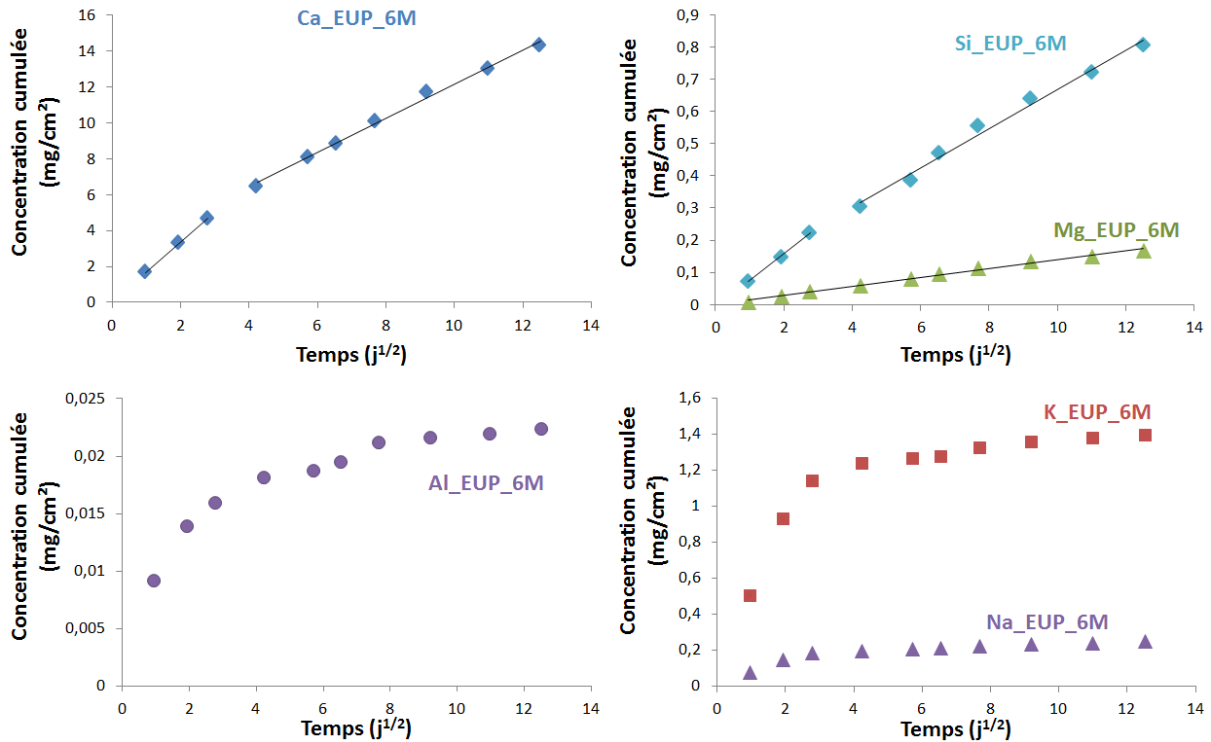 Ca_EUP_6M
Concentration cumulée
(mg/cm²)
16
14
12
10
8
6
4
2
0
0 2 4 6 8 10 12 14
Temps (j1/2)
Si_EUP_6M
Mg_EUP_6M
Concentration cumulée
(mg/cm²)
0,9
0,8
0,7
0,6
0,5
0,4
0,3
0,2
0,1
0
0 2 4 6 8 10 12 14
Temps (j1/2)
Al_EUP_6M
Concentration cumulée
(mg/cm²)
0,025
0,02
0,015
0,01
0,005
0
0 2 4 6 8 10 12 14
Temps (j1/2)
K_EUP_6M
Na_EUP_6M
Concentration cumulée
(mg/cm²)
1,6
1,4
1,2
1
0,8
0,6
0,4
0,2
0
0 2 4 6 8 10 12 14
Temps (j1/2)